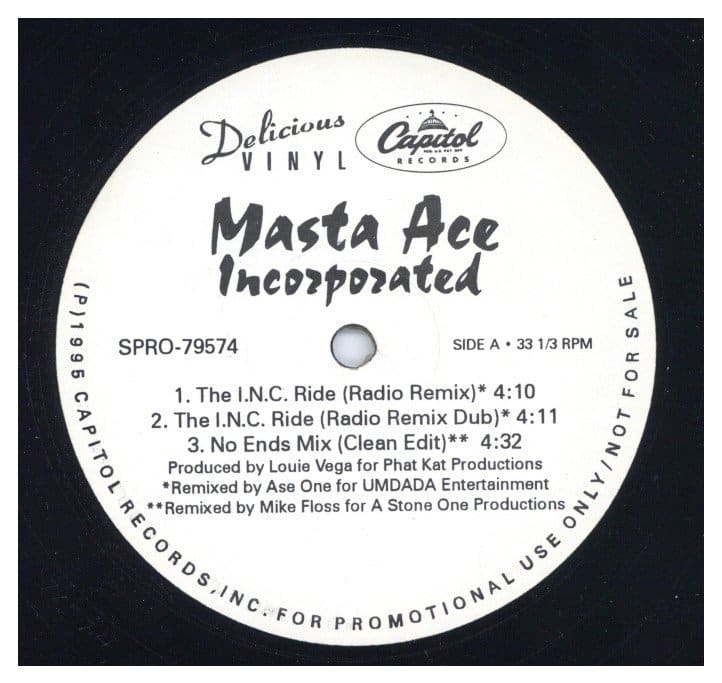 Delicious
VINYL
Capitol
RECORDS
Masta Ace
Incorporated
SPRO-79574
SIDE A • 33 1/3 RPM
1. The I.N.C. Ride (Radio Remix)* 4:10
2. The I.N.C. Ride (Radio Remix Dub)* 4:11
3. No Ends Mix (Clean Edit)** 4:32
Produced by Louie Vega for Phat Kat Productions
*Remixed by Ase One for UMDADA Entertainment
**Remixed by Mike Floss for A Stone One Productions
(P)1995 CAPITOL RECORDS, INC. FOR PROMOTIONAL USE ONLY/NOT FOR SALE